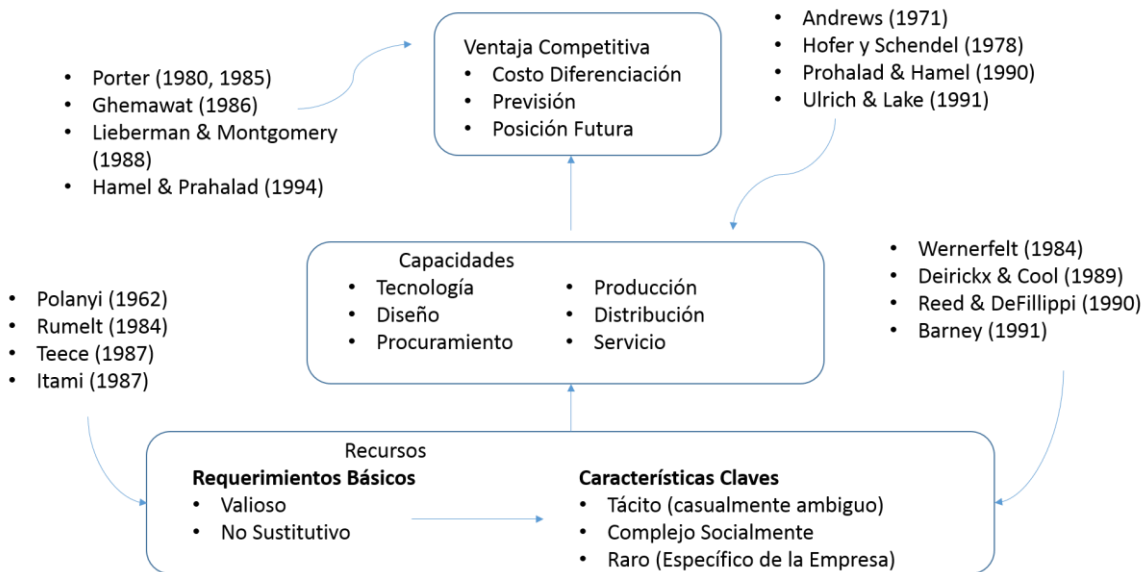 Porter (1980, 1985)
Ghemawat (1986)
Lieberman & Montgomery
(1988)
Hamel & Prahalad (1994)
Ventaja Competitiva
Costo Diferenciación
Previsión
Posición Futura
Andrews (1971)
Hofer y Schendel (1978)
Prohalad & Hamel (1990)
Ulrich & Lake (1991)
Polanyi (1962)
Rumelt (1984)
Teece (1987)
Itami (1987)
Capacidades
Tecnología
Diseño
Procuramiento
Producción
Distribución
Servicio
Wernerfelt (1984)
Deirickx & Cool (1989)
Reed & DeFillippi (1990)
Barney (1991)
Recursos
Requerimientos Básicos
Valioso
No Sustitutivo
Características Claves
Tácito (casualmente ambiguo)
Complejo Socialmente
Raro (Específico de la Empresa)